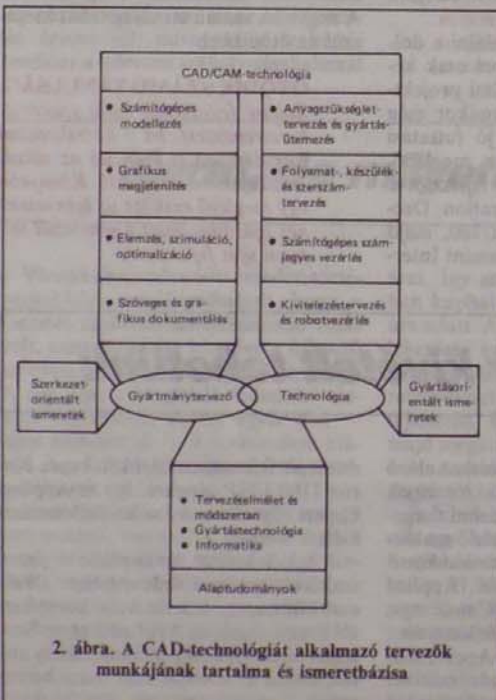 CAD/CAM-technológia
• Számítógépes
modellezés
• Grafikus
megjelenítés
• Elemzés, szimuláció,
optimalizáció
• Szöveges és gra-
fikus dokumentálás
• Anyagszükséglet-
tervezés és gyártás-
ütemezés
• Folyamat-, készülék-
és szerszám-
tervezés
• Számítógépes szám-
jegyes vezérlés
• Kivitelezéstervezés
és robotvezérlés
Szerkezet-
orientált
ismeretek
Gyártmánytervező
Technológus
Gyártásori-
entált isme-
retek
• Tervezéselmélet és
módszertan
• Gyártástechnológia
• Informatika
Alaptudományok
2. ábra. A CAD-technológiát alkalmazó tervezők
munkájának tartalma és ismeretbázisa